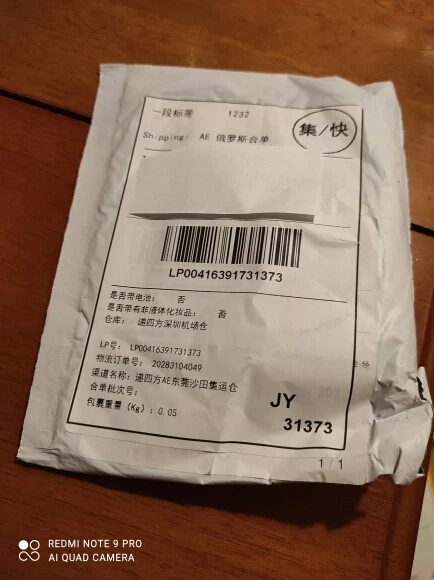 一段标签 1232
集/快
Shipping: AE 俄罗斯合单
LP00416391731373
是否带电池: 否
是否带有非液体化妆品: 否
仓库: 递四方深圳机场仓
LP号: LP00416391731373
物流订单号: 20283104049
渠道名称: 递四方AE东莞沙田集运仓
合单批次号:
包裹重量(Kg): 0.05
JY
31373
1/1
REDMI NOTE 9 PRO
AI QUAD CAMERA